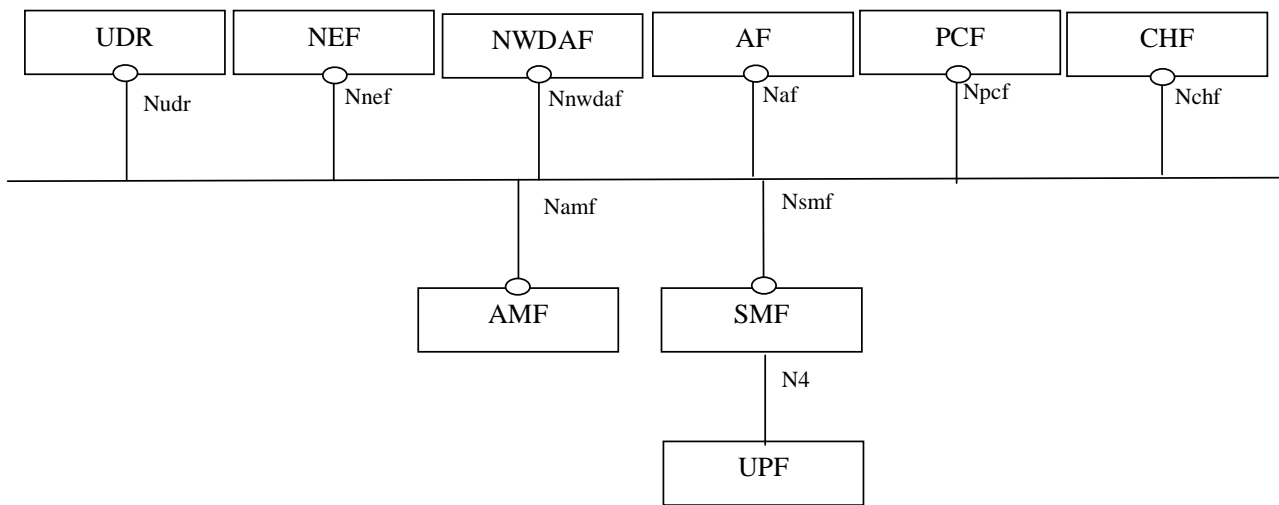 UDR
NEF
NWDAF
AF
PCF
CHF
Nudr
Nnef
Nnwdaf
Naf
Npcf
Nchf
Namf
Nsmf
AMF
SMF
N4
UPF